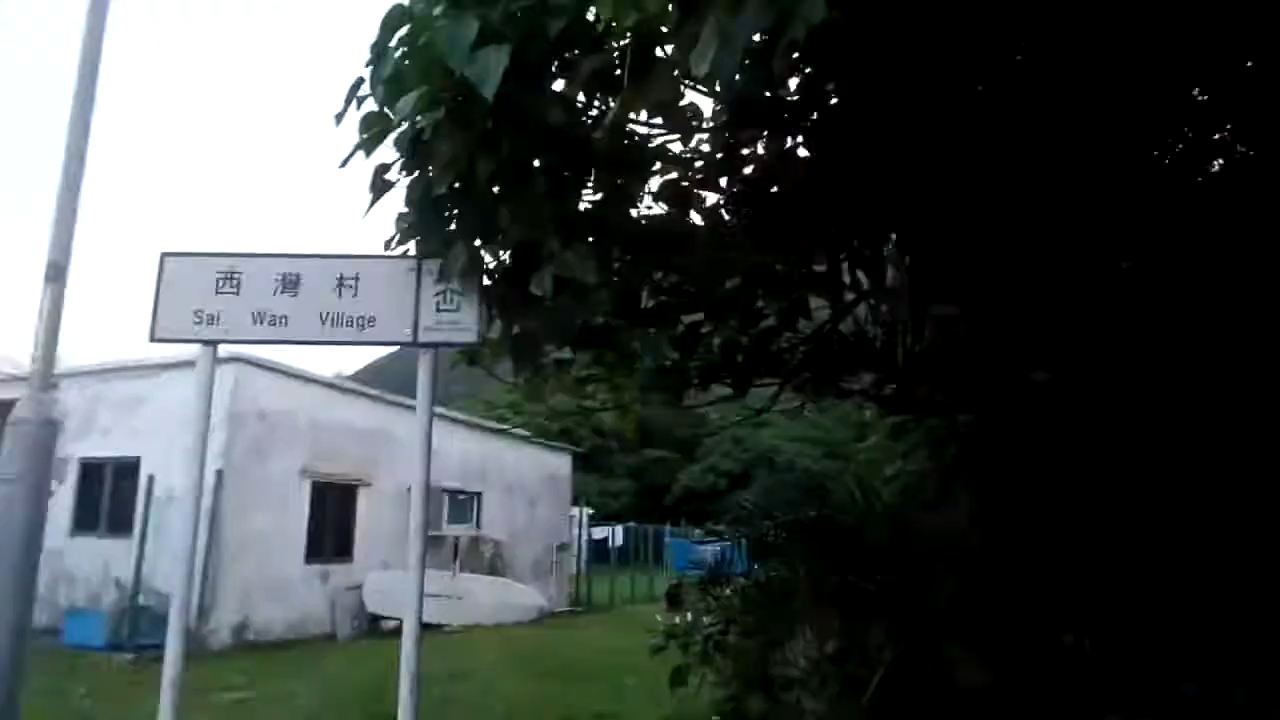 西灣村
Sai Wan Village